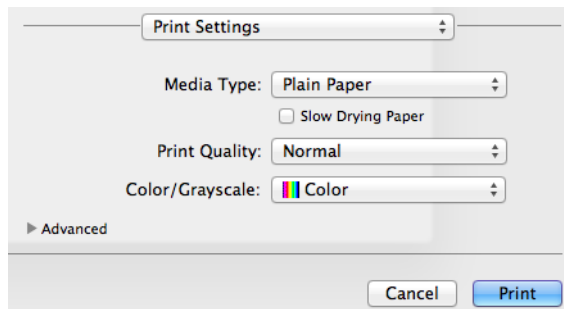 Print Settings
Media Type: Plain Paper
Slow Drying Paper
Print Quality: Normal
Color/Grayscale: Color
Advanced
Cancel Print